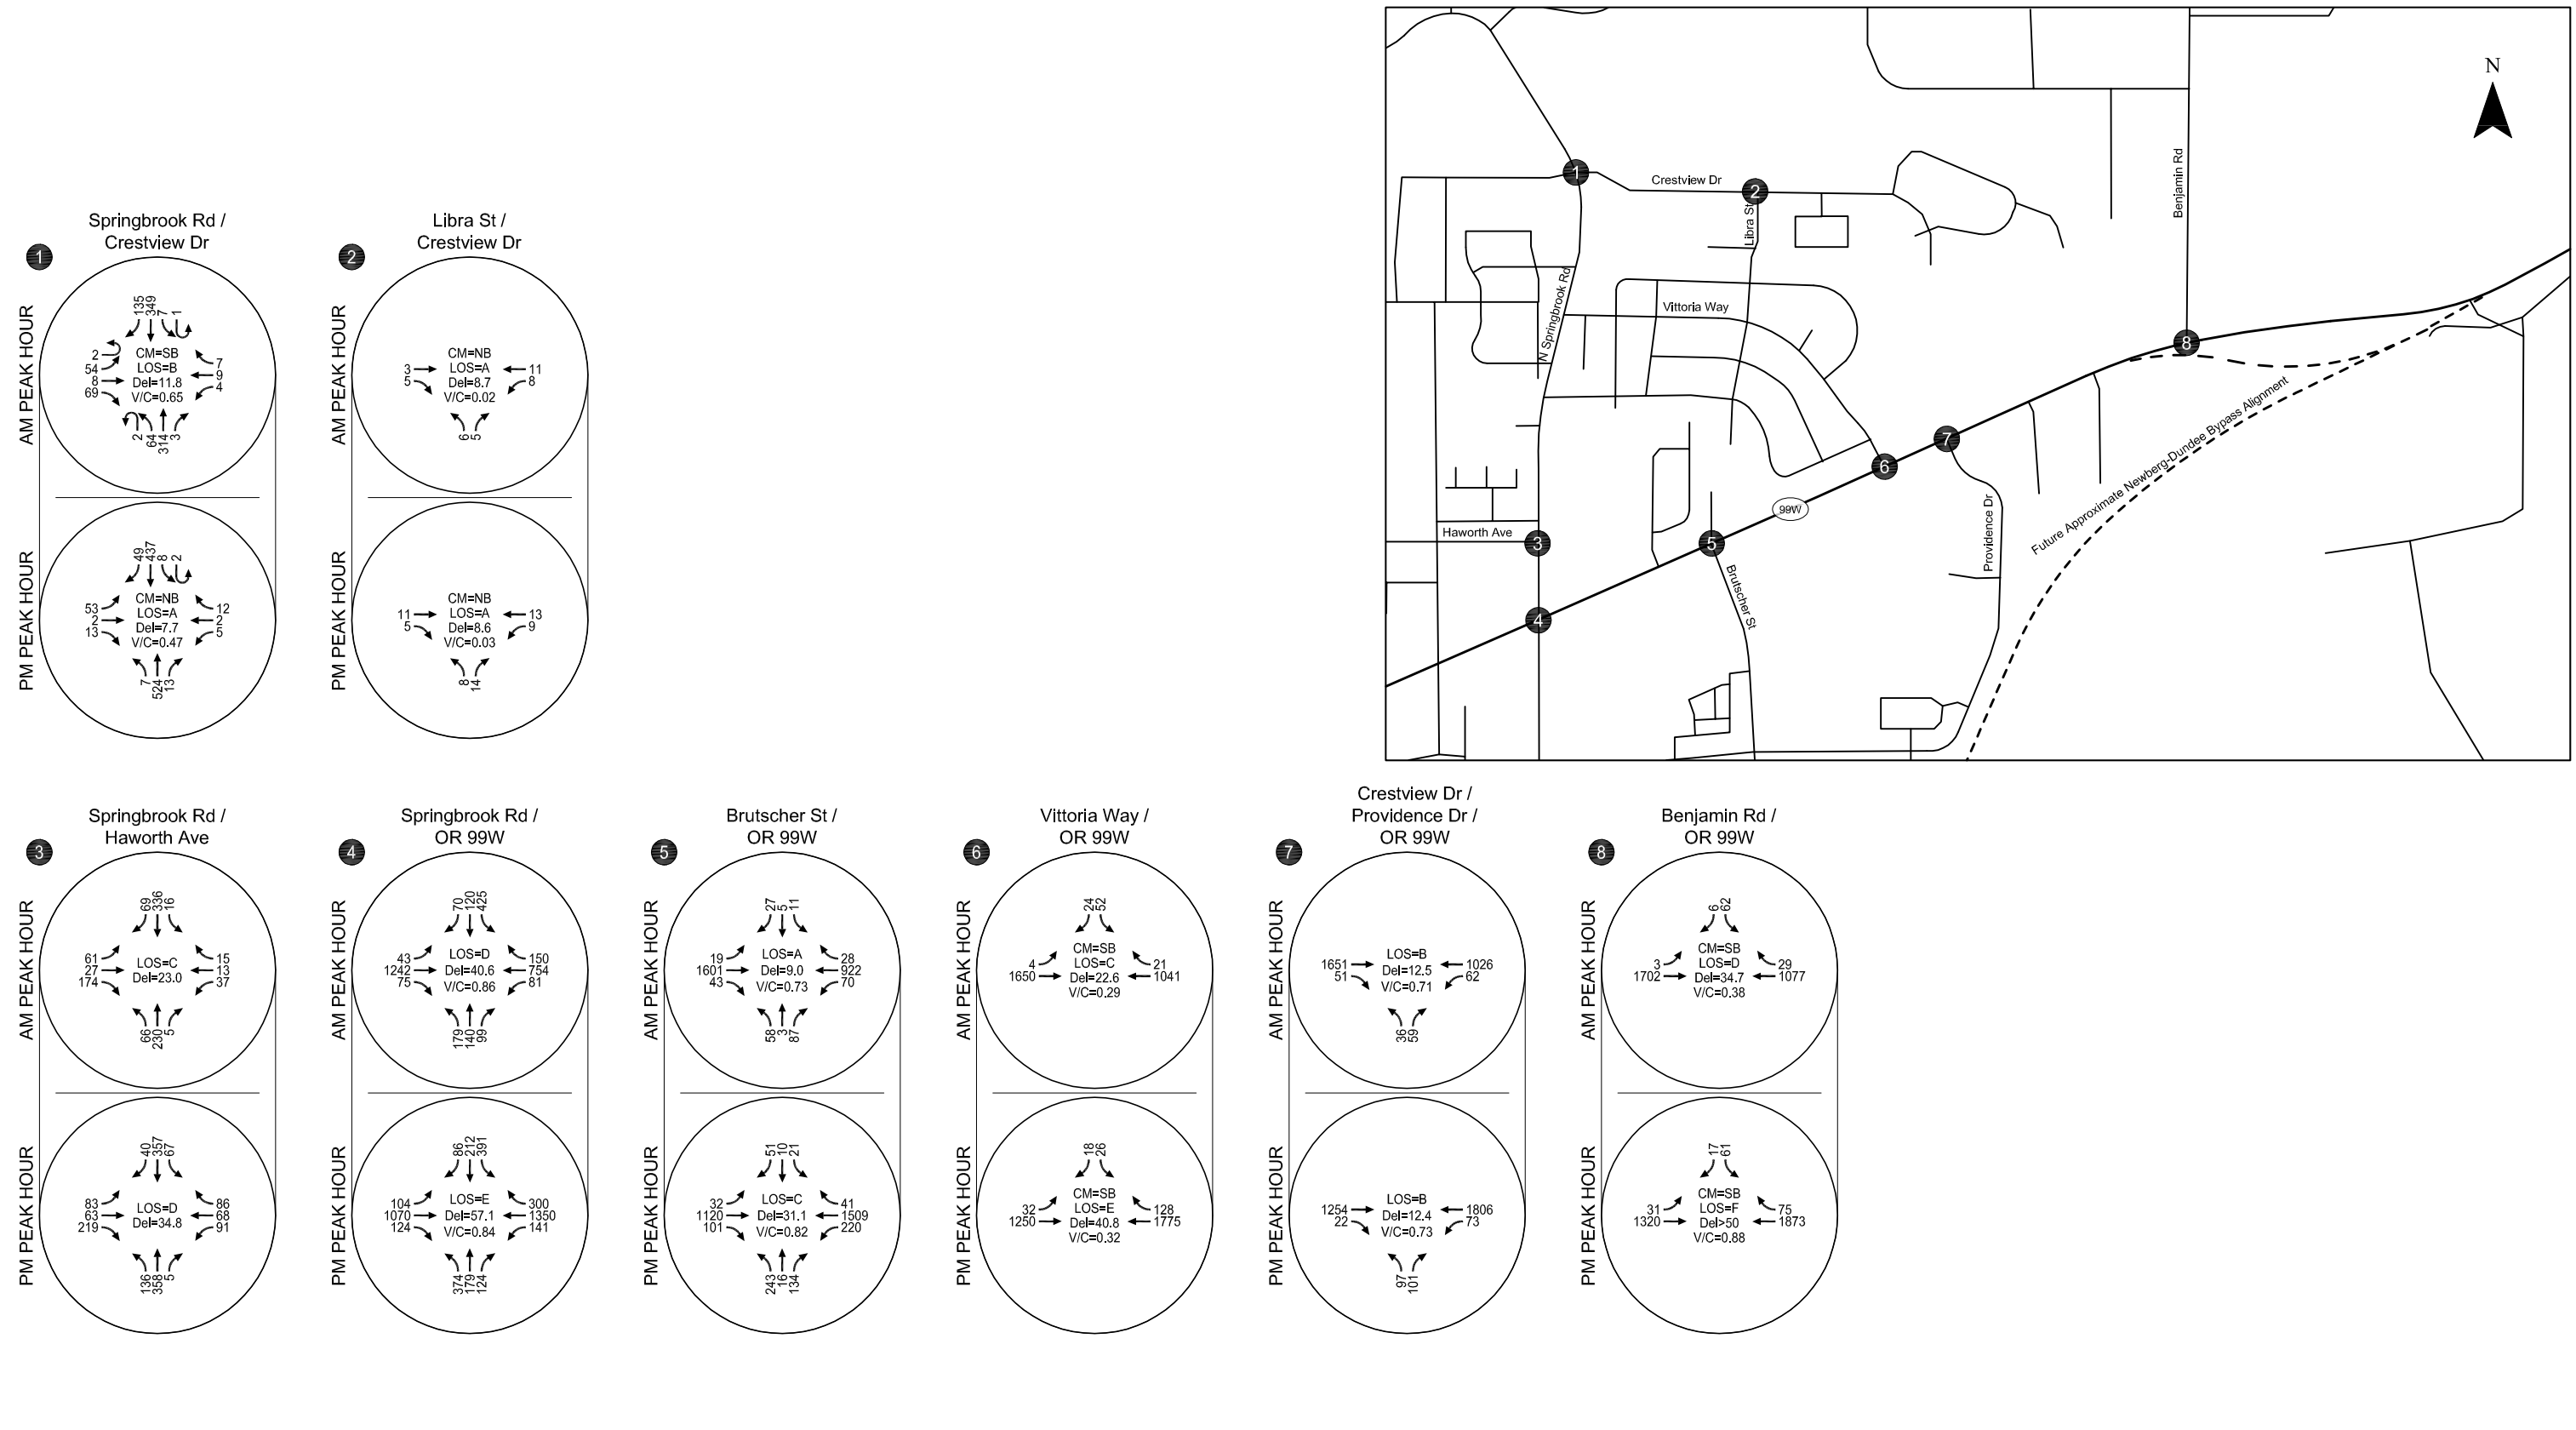 N
Crestview Dr
Libra St
Benjamin Rd
N Springbrook Rd
Vittoria Way
Haworth Ave
99W
Brutscher St
Providence Dr
Future Approximate Newberg-Dundee Bypass Alignment
1
2
3
4
5
6
7
8
1
Springbrook Rd /
Crestview Dr
AM PEAK HOUR
135 349 7 1
2
54
8
69
CM=SB
LOS=B
Del=11.8
V/C=0.65
7
9
4
2 64 314 3
PM PEAK HOUR
49 437 8 2
53
2
13
CM=NB
LOS=A
Del=7.7
V/C=0.47
12
2
5
7 524 13
2
Libra St /
Crestview Dr
AM PEAK HOUR
3
5
CM=NB
LOS=A
Del=8.7
V/C=0.02
11
8
6 5
PM PEAK HOUR
11
5
CM=NB
LOS=A
Del=8.6
V/C=0.03
13
9
8 14
3
Springbrook Rd /
Haworth Ave
AM PEAK HOUR
69 336 16
61
27
174
LOS=C
Del=23.0
15
13
37
66 230 5
PM PEAK HOUR
40 357 67
83
63
219
LOS=D
Del=34.8
86
68
91
136 358 5
4
Springbrook Rd /
OR 99W
AM PEAK HOUR
70 120 425
43
1242
75
LOS=D
Del=40.6
V/C=0.86
150
754
81
179 140 99
PM PEAK HOUR
86 212 391
104
1070
124
LOS=E
Del=57.1
V/C=0.84
300
1350
141
374 179 124
5
Brutscher St /
OR 99W
AM PEAK HOUR
27 5 11
19
1601
43
LOS=A
Del=9.0
V/C=0.73
28
922
70
58 3 87
PM PEAK HOUR
51 10 21
32
1120
101
LOS=C
Del=31.1
V/C=0.82
41
1509
220
243 16 134
6
Vittoria Way /
OR 99W
AM PEAK HOUR
24 52
4
1650
CM=SB
LOS=C
Del=22.6
V/C=0.29
21
1041
PM PEAK HOUR
18 26
32
1250
CM=SB
LOS=E
Del=40.8
V/C=0.32
128
1775
7
Crestview Dr /
Providence Dr /
OR 99W
AM PEAK HOUR
1651
51
LOS=B
Del=12.5
V/C=0.71
1026
62
36 59
PM PEAK HOUR
1254
22
LOS=B
Del=12.4
V/C=0.73
1806
73
97 101
8
Benjamin Rd /
OR 99W
AM PEAK HOUR
6 62
3
1702
CM=SB
LOS=D
Del=34.7
V/C=0.38
29
1077
PM PEAK HOUR
17 61
31
1320
CM=SB
LOS=F
Del>50
V/C=0.88
75
1873